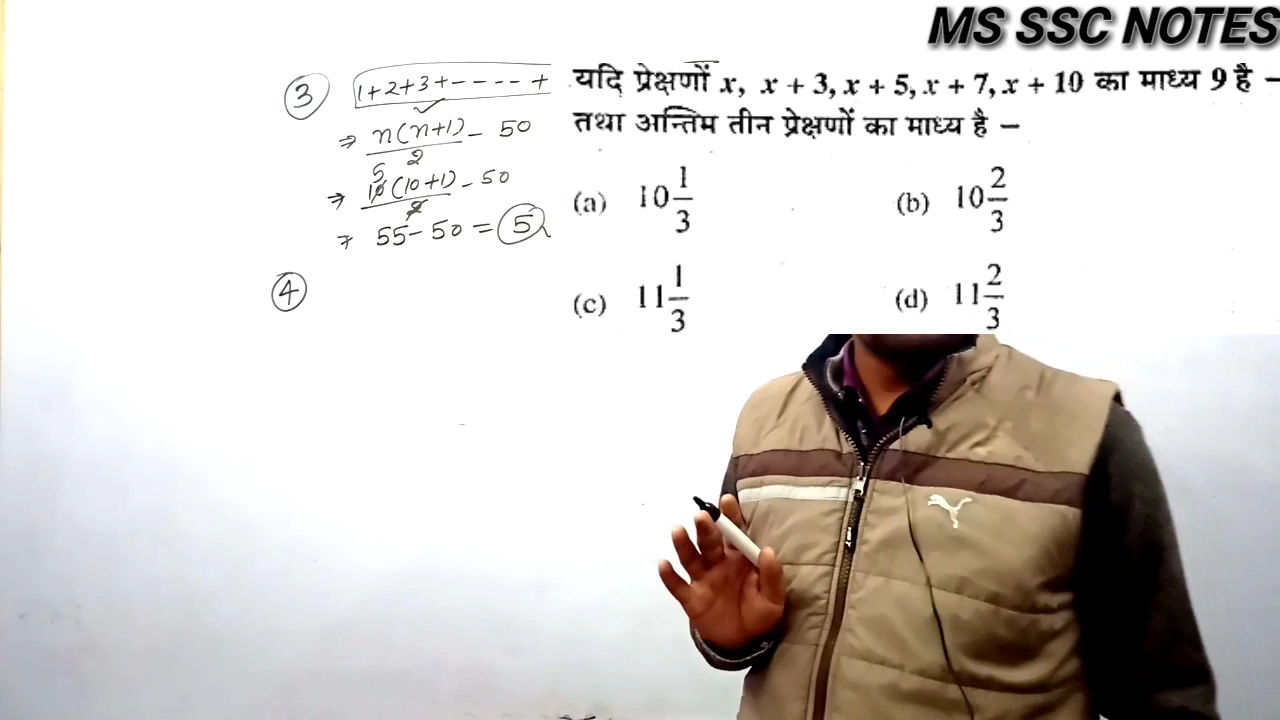 MS SSC NOTES
③ 1+2+3+-----+
⇒ n(n+1)/2 - 50
⇒ 5 10(10+1)/2 - 50
⇒ 55-50 = 5
④
यदि प्रेक्षणों x, x + 3, x + 5, x + 7, x + 10 का माध्य 9 है –
तथा अन्तिम तीन प्रेक्षणों का माध्य है –
(a) 10 1/3 (b) 10 2/3
(c) 11 1/3 (d) 11 2/3